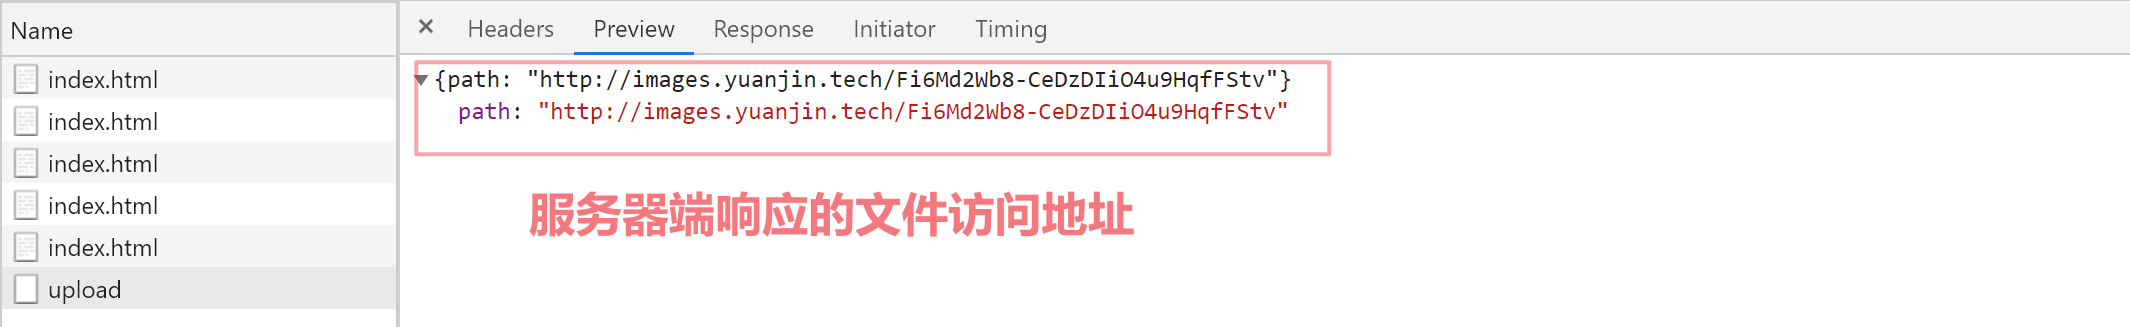 Name
index.html
index.html
index.html
index.html
index.html
upload
× Headers Preview Response Initiator Timing
▼{path: "http://images.yuanjin.tech/Fi6Md2Wb8-CeDzDIiO4u9HqfFStv"}
path: "http://images.yuanjin.tech/Fi6Md2Wb8-CeDzDIiO4u9HqfFStv"
服务器端响应的文件访问地址